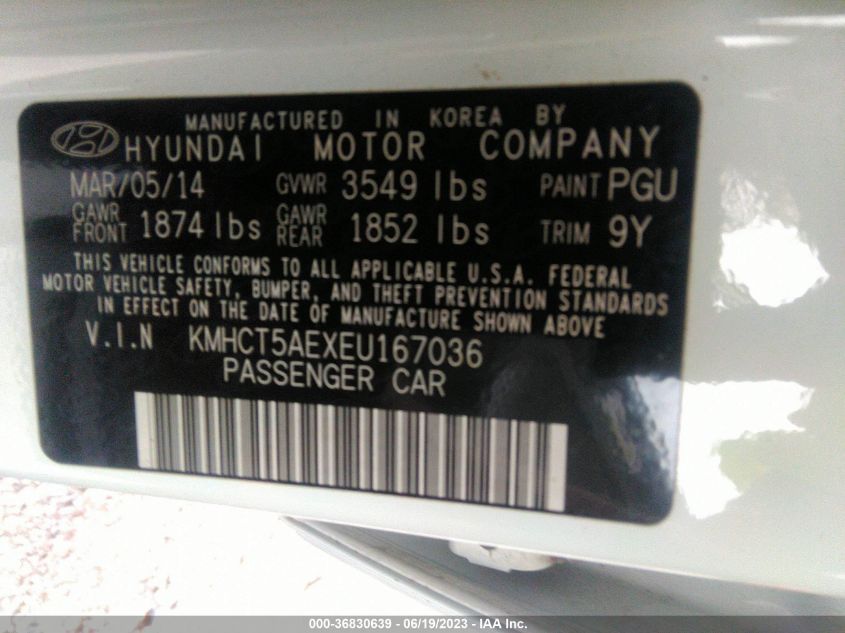 MANUFACTURED IN KOREA BY
HYUNDAI MOTOR COMPANY
MAR/05/14 GVWR 3549 lbs PAINT PGU
GAWR FRONT 1874 lbs GAWR REAR 1852 lbs TRIM 9Y
THIS VEHICLE CONFORMS TO ALL APPLICABLE U.S.A. FEDERAL
MOTOR VEHICLE SAFETY, BUMPER, AND THEFT PREVENTION STANDARDS
IN EFFECT ON THE DATE OF MANUFACTURE SHOWN ABOVE
V.I.N KMHCT5AEXEU167036
PASSENGER CAR
000-36830639 - 06/19/2023 - IAA Inc.